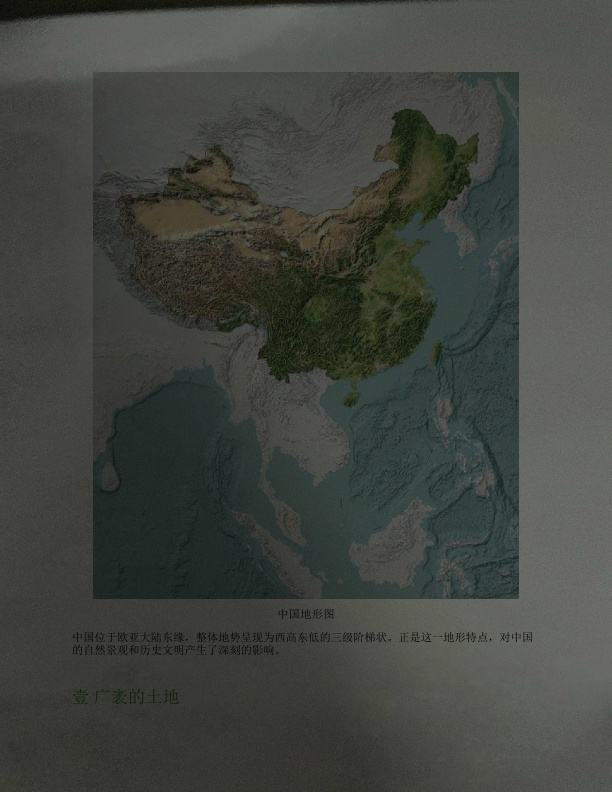 中国地形图
中国位于欧亚大陆东缘，整体地势呈现为西高东低的三级阶梯状。正是这一地形特点，对中国
的自然景观和历史文明产生了深刻的影响。
壹 广袤的土地